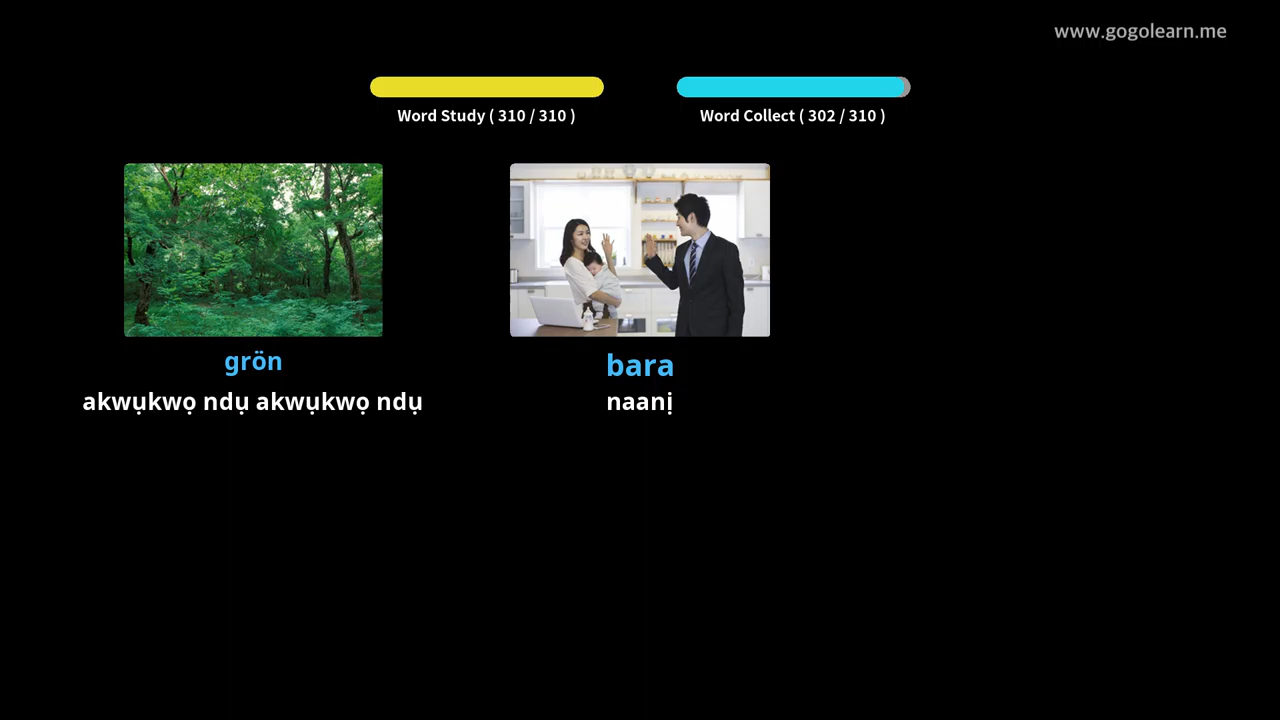 www.gogolearn.me
Word Study ( 310 / 310 )
Word Collect ( 302 / 310 )
grön
akwụkwọ ndụ akwụkwọ ndụ
bara
naanị